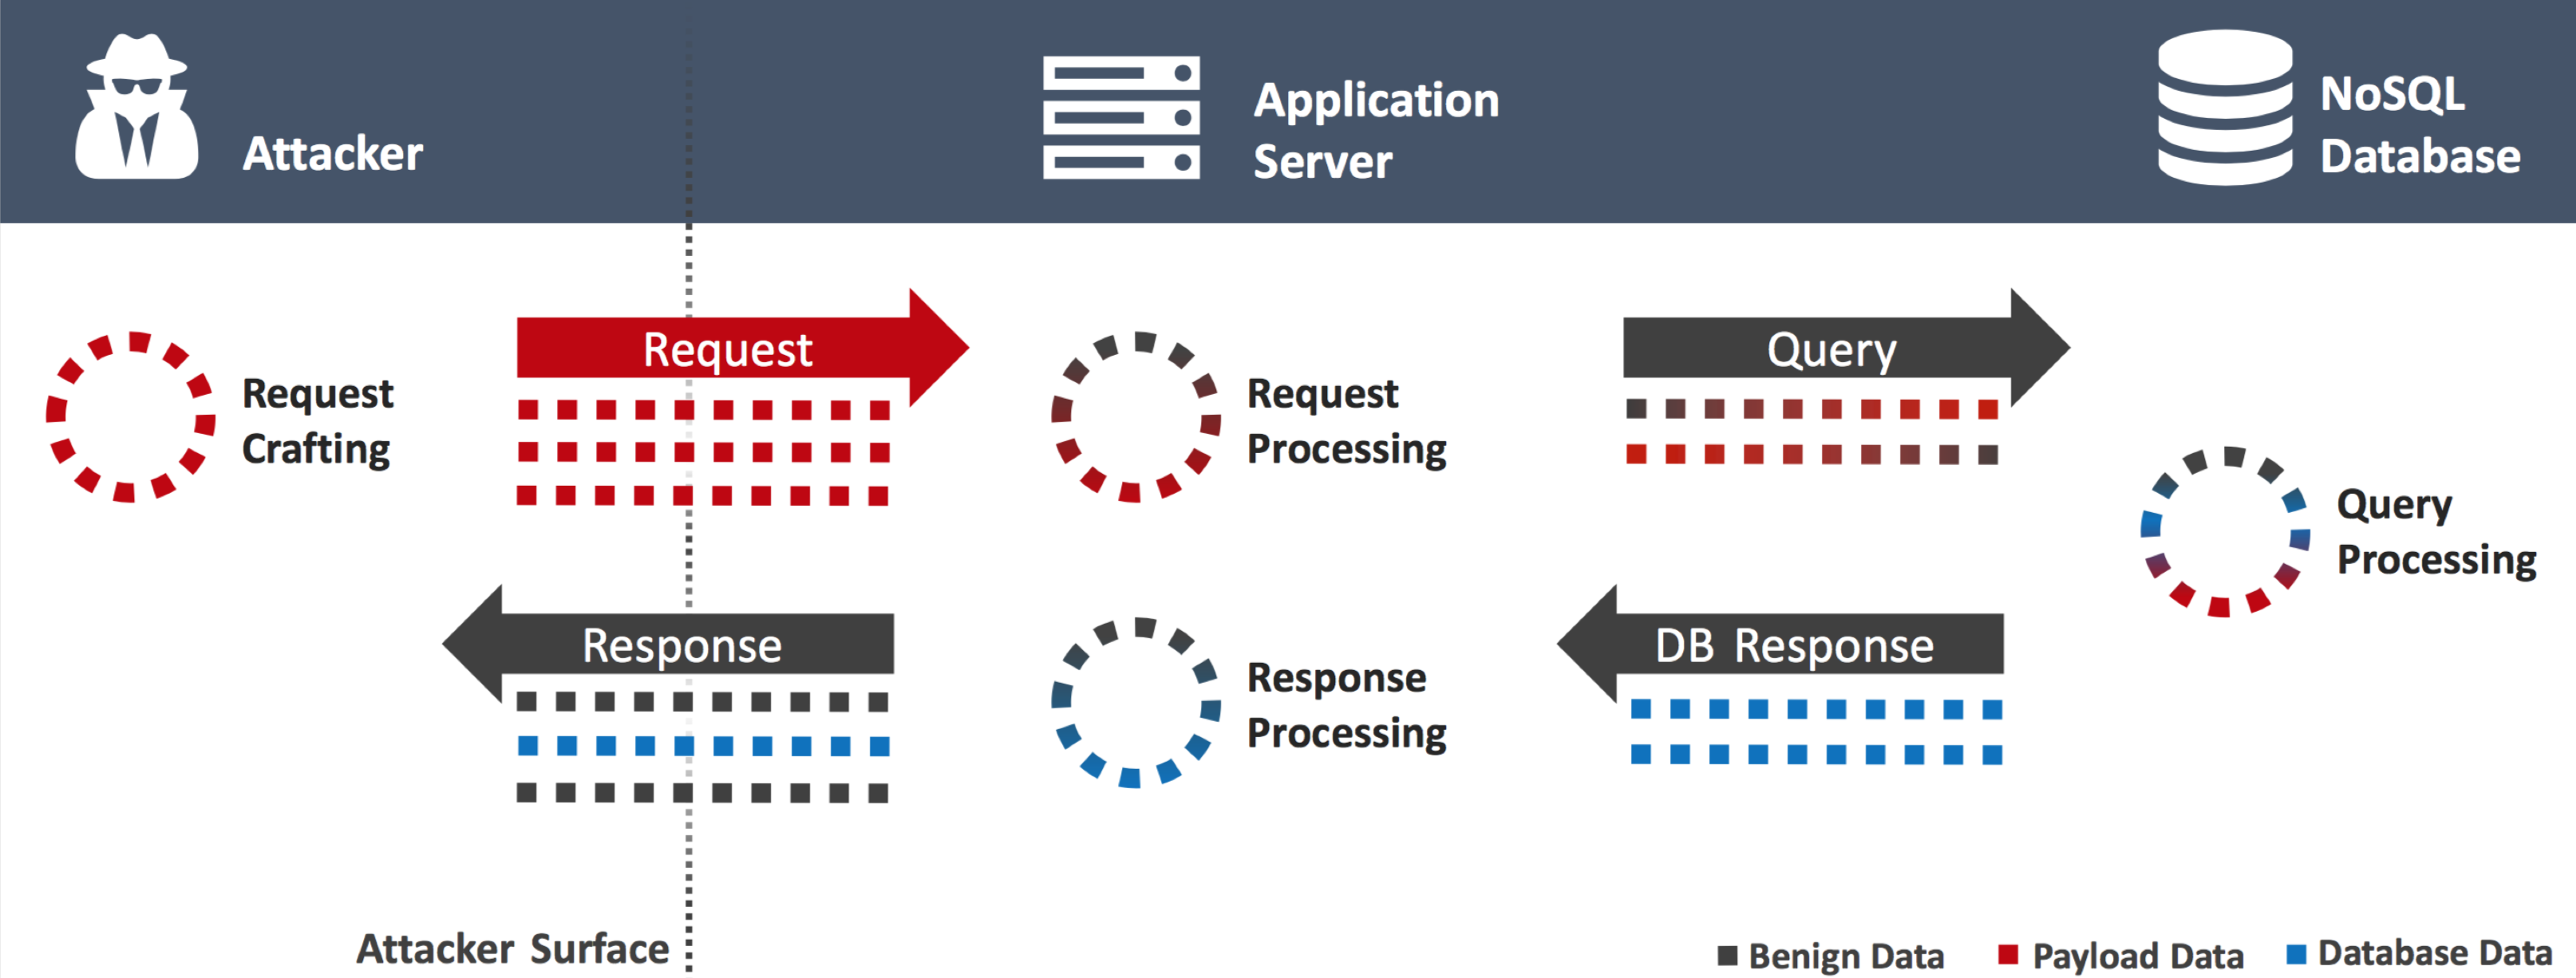 Attacker
Application
Server
NoSQL
Database
Request
Crafting
Request
Request
Processing
Query
Query
Processing
Response
Response
Processing
DB Response
Attacker Surface
Benign Data
Payload Data
Database Data